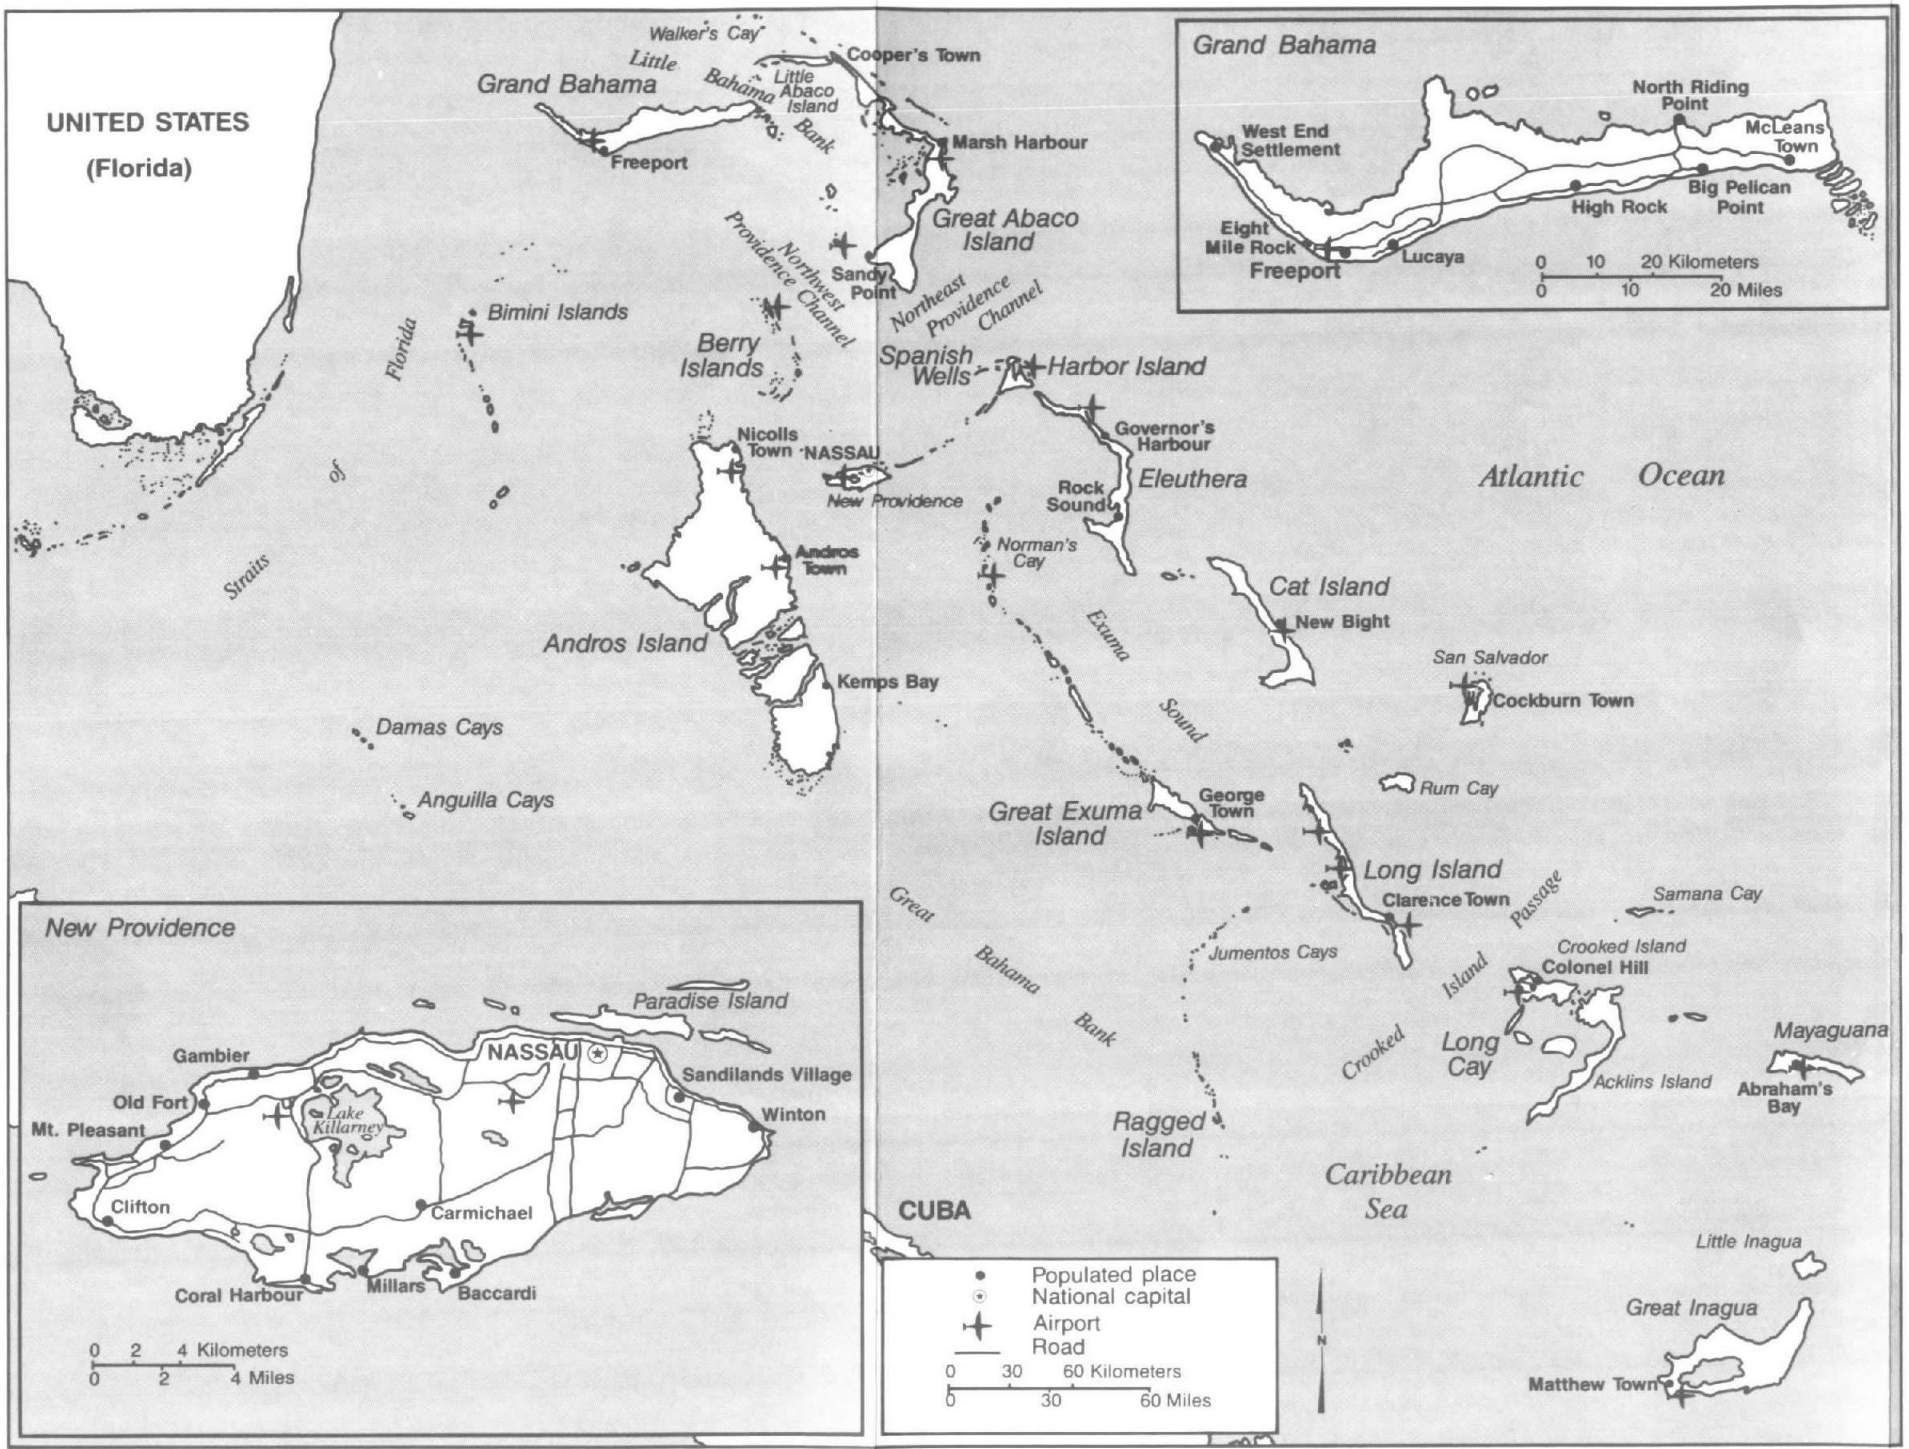 Walker's Cay
Little
Bahama
Bank
Grand Bahama
Cooper's Town
Little
Abaco
Island
UNITED STATES
(Florida)
Freeport
Marsh Harbour
Great Abaco
Island
Northwest
Providence Channel
Sandy
Point
Northeast
Providence
Channel
Bimini Islands
Berry
Islands
Straits
of
Florida
Spanish
Wells
Harbor Island
Governor's
Harbour
Eleuthera
Rock
Sound
Nicolls
Town
NASSAU
New Providence
Norman's
Cay
Andros
Town
Andros Island
Kemps Bay
Exuma
Sound
Cat Island
New Bight
Atlantic Ocean
San Salvador
Cockburn Town
Rum Cay
Damas Cays
Anguilla Cays
George
Town
Great Exuma
Island
Long Island
Clarence Town
Great
Bahama
Bank
Jumentos Cays
Crooked
Island
Passage
Samana Cay
Crooked Island
Colonel Hill
Long
Cay
Acklins Island
Mayaguana
Abraham's
Bay
Ragged
Island
Caribbean
Sea
CUBA
Little Inagua
Great Inagua
Matthew Town
Grand Bahama
West End
Settlement
North Riding
Point
McLeans
Town
Big Pelican
Point
High Rock
Eight
Mile Rock
Freeport
Lucaya
0 10 20 Kilometers
0 10 20 Miles
New Providence
Paradise Island
NASSAU
Gambier
Sandilands Village
Old Fort
Winton
Mt. Pleasant
Lake
Killarney
Clifton
Carmichael
Coral Harbour
Millars
Baccardi
0 2 4 Kilometers
0 2 4 Miles
Populated place
National capital
Airport
Road
0 30 60 Kilometers
0 30 60 Miles
N